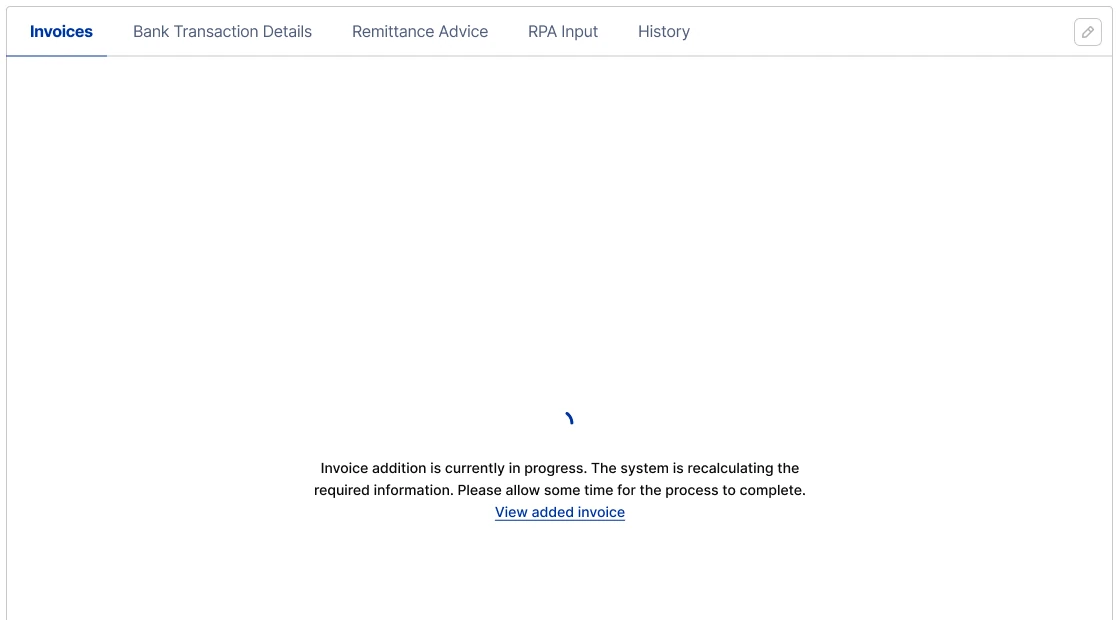 Invoices Bank Transaction Details Remittance Advice RPA Input History
Invoice addition is currently in progress. The system is recalculating the
required information. Please allow some time for the process to complete.
View added invoice